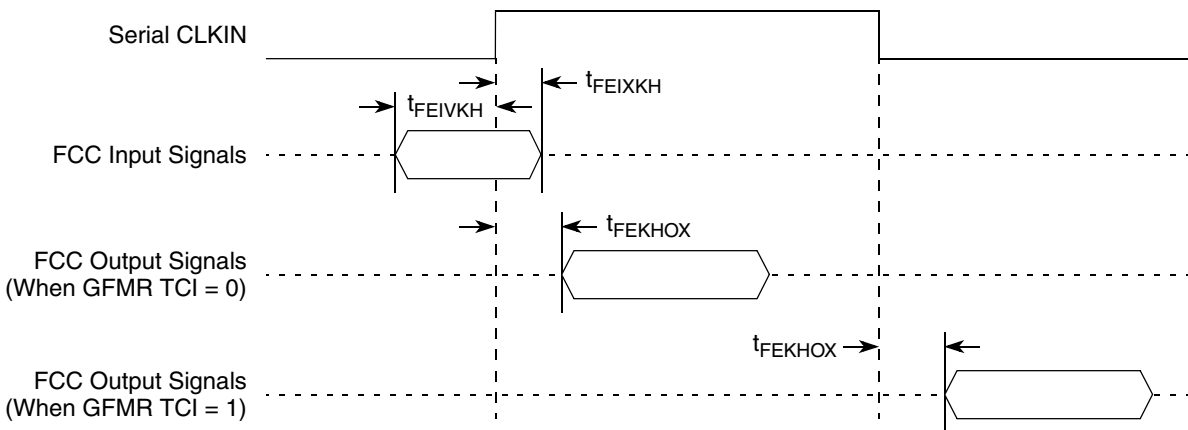 Serial CLKIN
tFEIXKH
tFEIVKH
FCC Input Signals
tFEKHOX
FCC Output Signals
(When GFMR TCI = 0)
tFEKHOX
FCC Output Signals
(When GFMR TCI = 1)